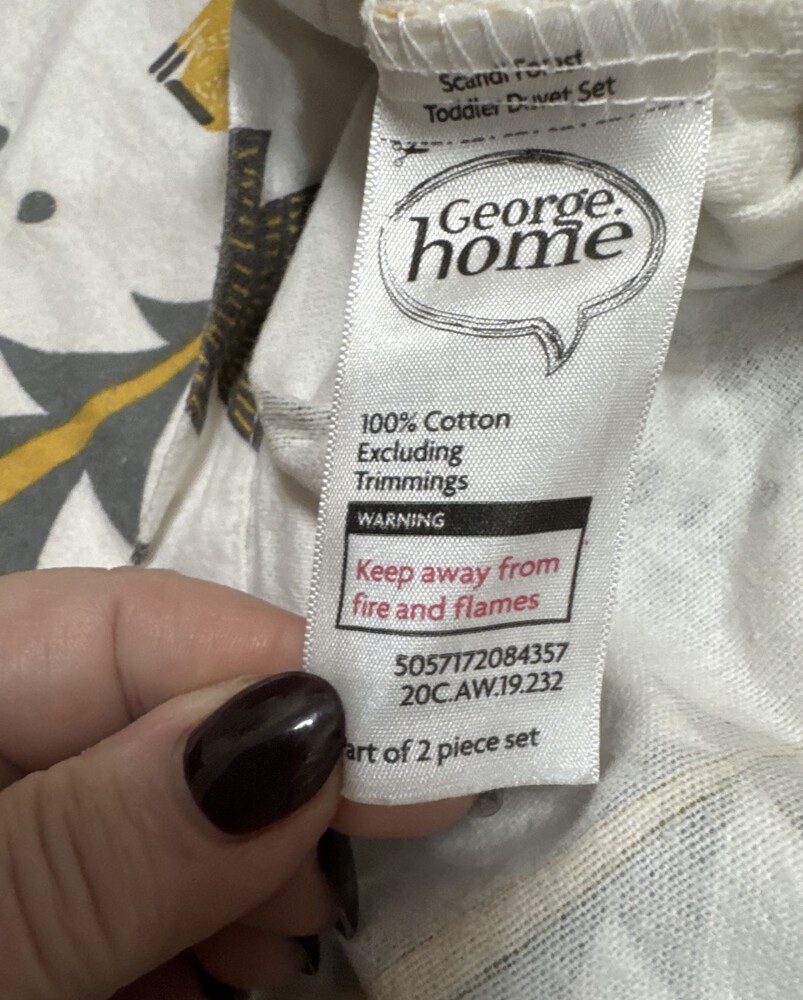 Scandi Forest
Toddler Duvet Set
George.
home
100% Cotton
Excluding
Trimmings
WARNING
Keep away from
fire and flames
5057172084357
20C.AW.19.232
art of 2 piece set